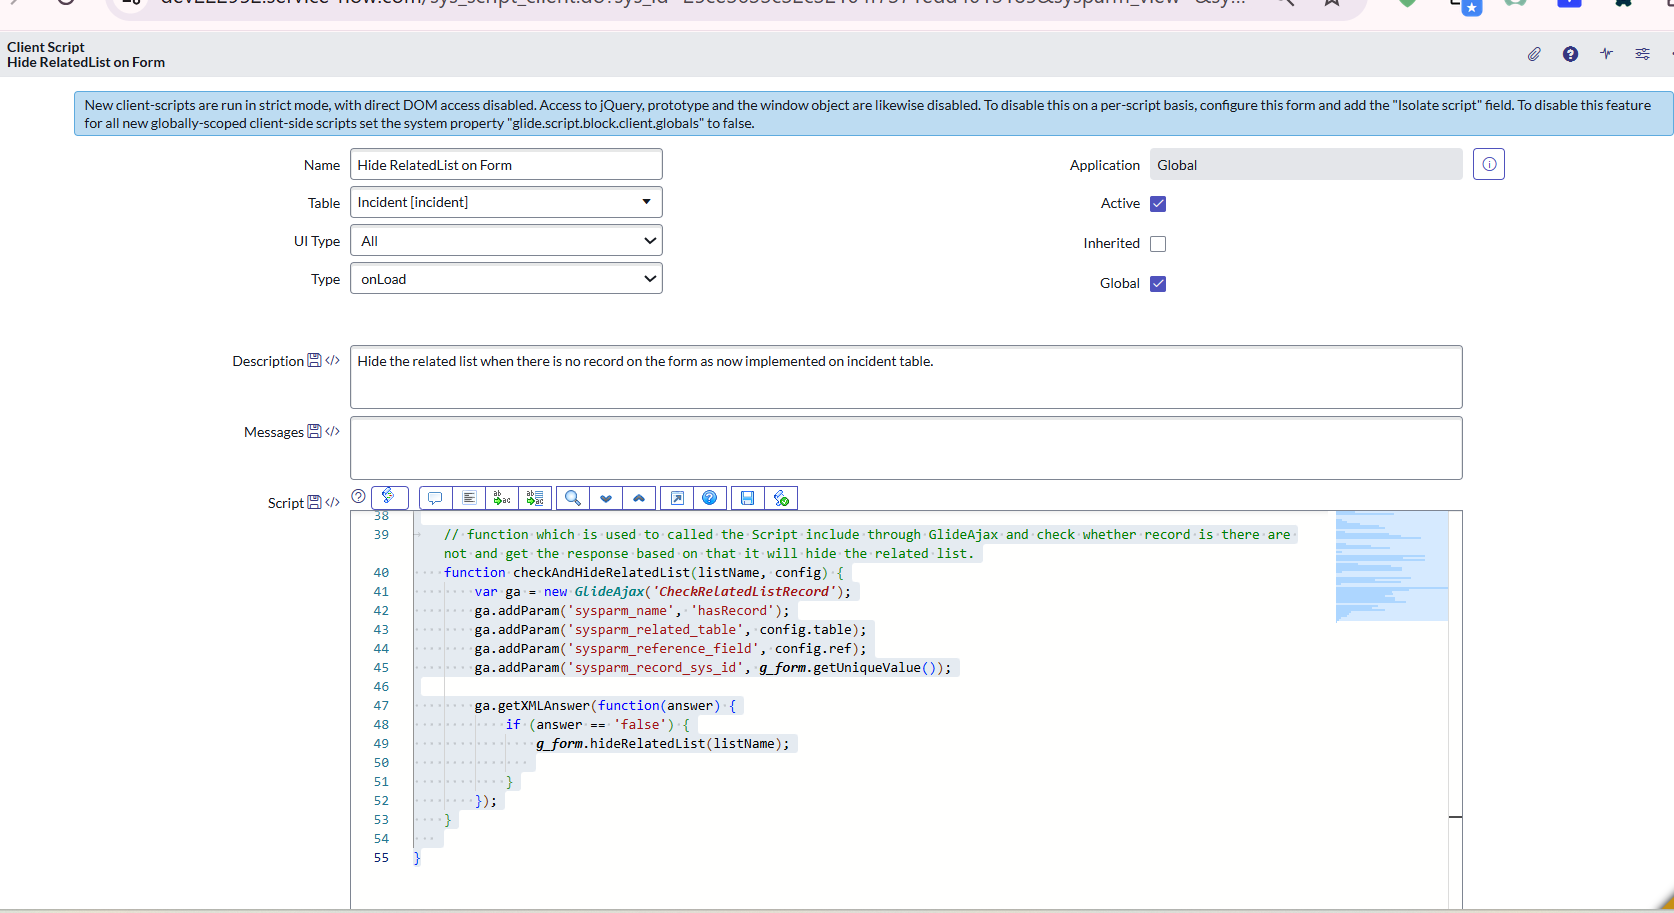 Client Script
Hide RelatedList on Form
New client-scripts are run in strict mode, with direct DOM access disabled. Access to jQuery, prototype and the window object are likewise disabled. To disable this on a per-script basis, configure this form and add the "Isolate script" field. To disable this feature
for all new globally-scoped client-side scripts set the system property "glide.script.block.client.globals" to false.
Name Hide RelatedList on Form
Application Global
Table Incident [incident]
Active
UI Type All
Inherited
Type onLoad
Global
Description </> Hide the related list when there is no record on the form as now implemented on incident table.
Messages </>
Script </>
38
39 // function which is used to called the Script include through GlideAjax and check whether record is there are
not and get the response based on that it will hide the related list.
40 function checkAndHideRelatedList(listName, config) {
41 var ga = new GlideAjax('CheckRelatedListRecord');
42 ga.addParam('sysparm_name', 'hasRecord');
43 ga.addParam('sysparm_related_table', config.table);
44 ga.addParam('sysparm_reference_field', config.ref);
45 ga.addParam('sysparm_record_sys_id', g_form.getUniqueValue());
46
47 ga.getXMLAnswer(function(answer) {
48 if (answer == 'false') {
49 g_form.hideRelatedList(listName);
50
51 }
52 });
53 }
54
55 }